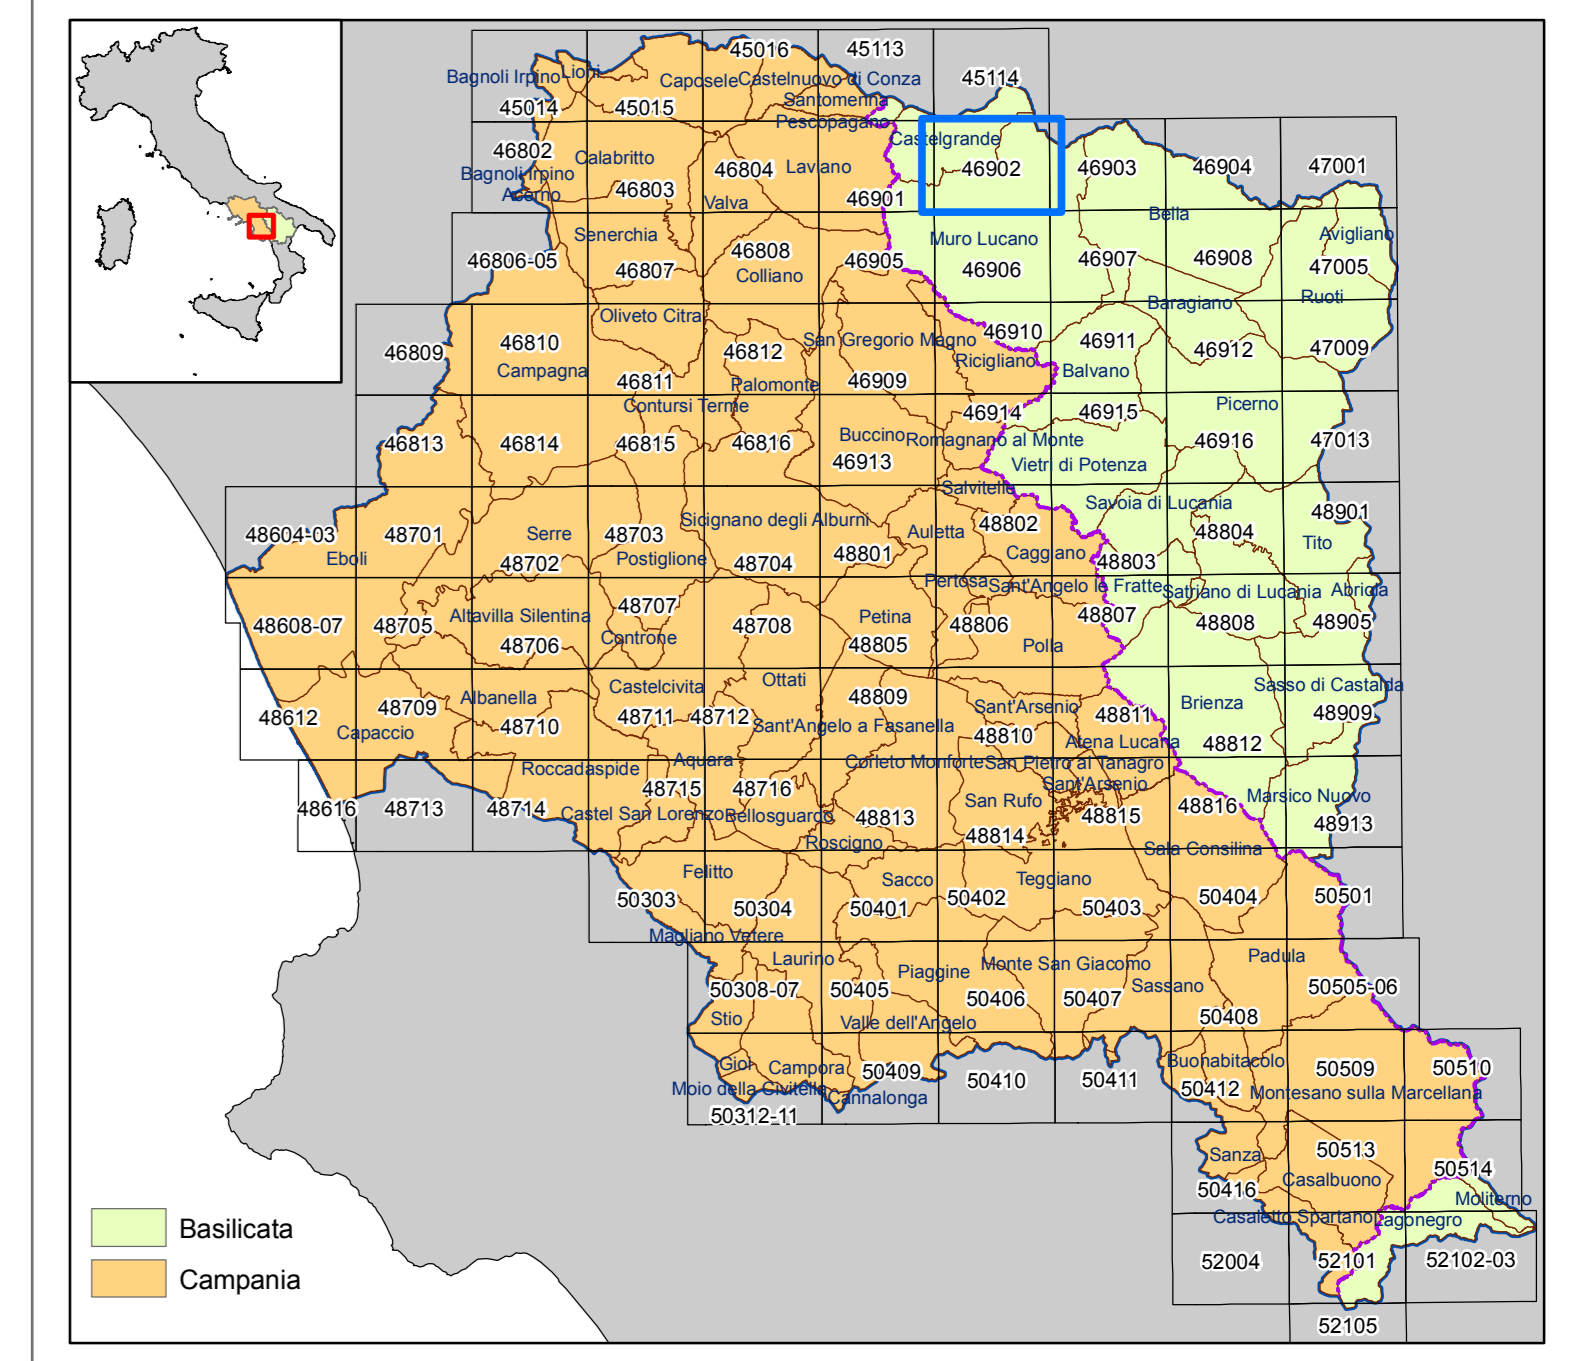 45016
45113
Bagnoli Irpino
Lioni
Caposele
Castelnuovo di Conza
45114
45014
45015
Santomenna
Pescopagano
Castelgrande
46802
Calabritto
46804
Laviano
46902
46903
46904
47001
Bagnoli Irpino
Acerno
46803
Valva
46901
Senerchia
Muro Lucano
Bella
Avigliano
46806-05
46807
46808
Colliano
46905
46906
46907
46908
47005
Oliveto Citra
Baragiano
Ruoti
46809
46810
Campagna
46812
San Gregorio Magno
46910
Ricigliano
46911
46912
47009
46811
Palomonte
46909
Balvano
Contursi Terme
46914
46915
Picerno
46813
46814
46815
46816
Buccino
Romagnano al Monte
46916
47013
46913
Vietri di Potenza
Salvitelle
Savoia di Lucania
48604-03
Eboli
48701
Serre
48702
48703
Postiglione
Sicignano degli Alburni
48704
48801
Auletta
48802
Caggiano
48803
48804
48901
Tito
Pertosa
Sant'Angelo le Fratte
Satriano di Lucania
Abriola
48608-07
48705
Altavilla Silentina
48706
48707
Controne
48708
Petina
48805
48806
Polla
48807
48808
48905
48612
48709
Capaccio
Albanella
48710
Castelcivita
48711
48712
Ottati
Sant'Angelo a Fasanella
48809
Sant'Arsenio
48810
48811
Atena Lucana
Brienza
48812
Sasso di Castalda
48909
Roccadaspide
Aquara
Corleto Monforte
San Pietro al Tanagro
Sant'Arsenio
48616
48713
48714
Castel San Lorenzo
48715
48716
Bellosguardo
48813
Roscigno
San Rufo
48814
48815
48816
Marsico Nuovo
48913
Sala Consilina
Felitto
50303
50304
Sacco
50401
50402
Teggiano
50403
50404
50501
Magliano Vetere
Laurino
50308-07
Stio
50405
Piaggine
Monte San Giacomo
50406
50407
Sassano
Padula
50408
50505-06
Valle dell'Angelo
Gioi
Campora
Moio della Civitella
50312-11
50409
Cannalonga
50410
50411
Buonabitacolo
50412
50509
Montesano sulla Marcellana
50510
Sanza
50416
50513
Casalbuono
50514
Moliterno
Casaletto Spartano
Lagonegro
52004
52101
52102-03
52105
Basilicata
Campania